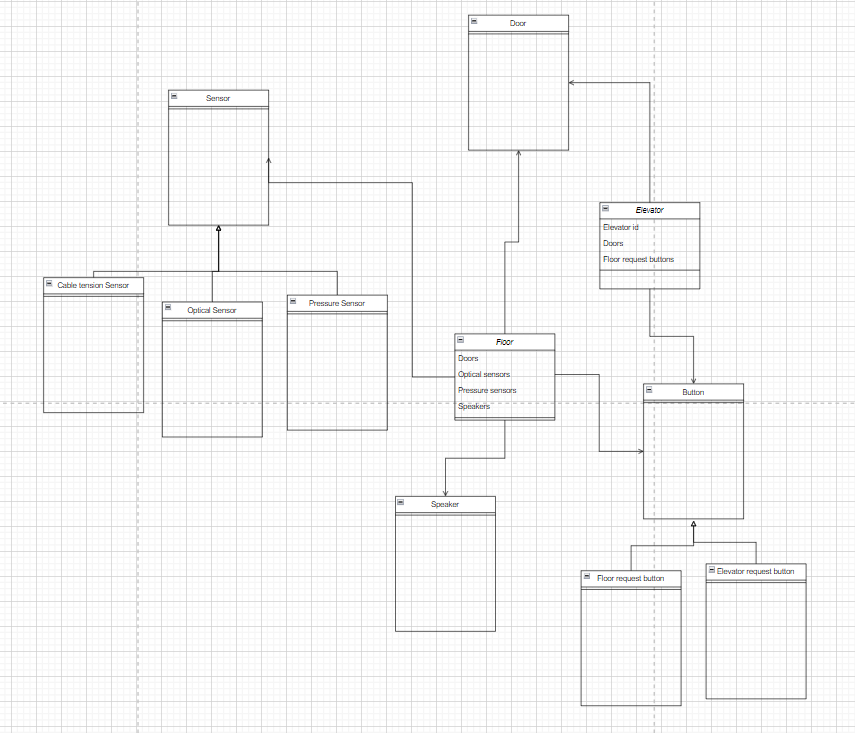 Door
Sensor
Elevator
Elevator id
Doors
Floor request buttons
Cable tension Sensor
Optical Sensor
Pressure Sensor
Floor
Doors
Optical sensors
Pressure sensors
Speakers
Button
Speaker
Floor request button
Elevator request button